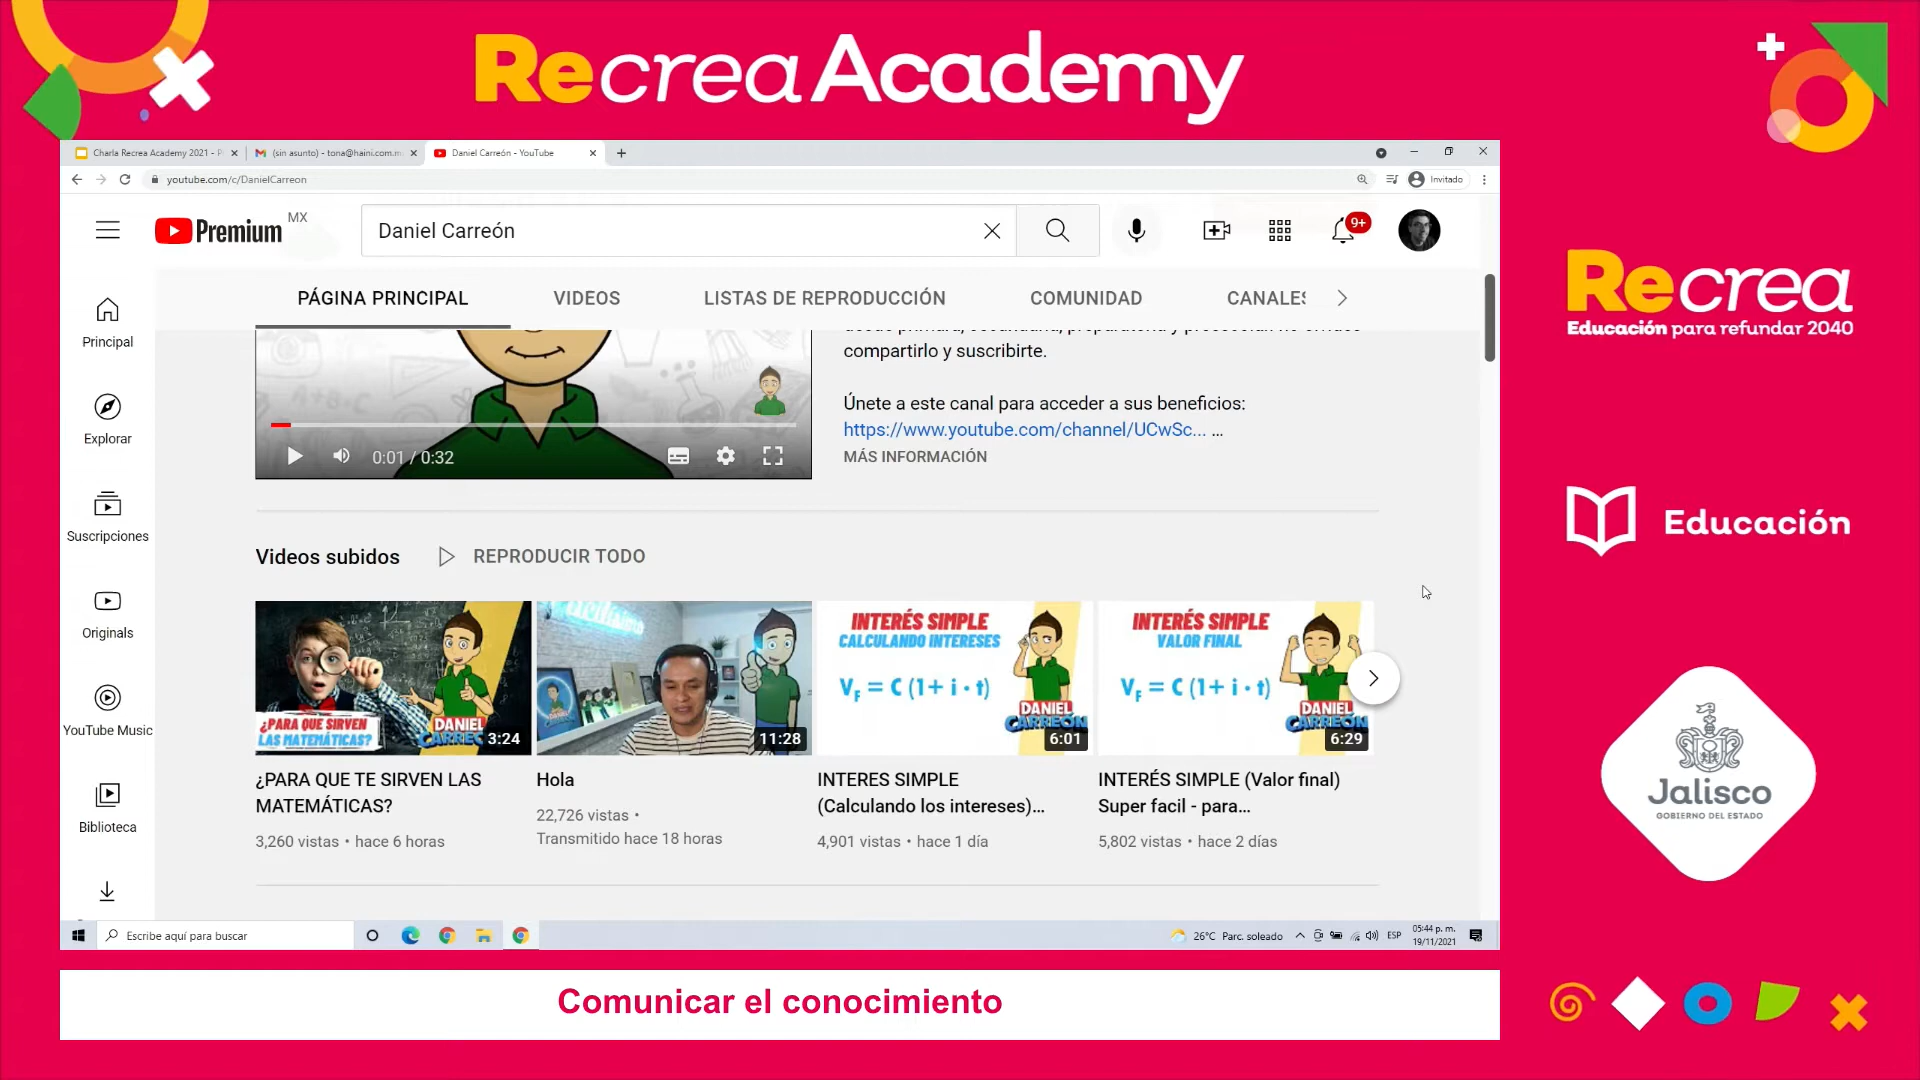 Recrea Academy
Charla Recrea Academy 2021 - P
(sin asunto) - tona@haini.com.m
Daniel Carreón - YouTube
youtube.com/c/DanielCarreon
Invitado
Premium MX
Daniel Carreón
9+
PÁGINA PRINCIPAL
VIDEOS
LISTAS DE REPRODUCCIÓN
COMUNIDAD
CANALES
Principal
Explorar
Suscripciones
Originals
YouTube Music
Biblioteca
compartirlo y suscribirte.
Únete a este canal para acceder a sus beneficios:
https://www.youtube.com/channel/UCwSc... ...
MÁS INFORMACIÓN
0:01 / 0:32
Videos subidos
REPRODUCIR TODO
¿PARA QUE SIRVEN
LAS MATEMÁTICAS?
DANIEL
CARREÓN
3:24
11:28
INTERÉS SIMPLE
CALCULANDO INTERESES
V_F = C (1+ i • t)
DANIEL
CARREÓN
6:01
INTERÉS SIMPLE
VALOR FINAL
V_F = C (1+ i • t)
DANIEL
CARREÓN
6:29
¿PARA QUE TE SIRVEN LAS
MATEMÁTICAS?
3,260 vistas • hace 6 horas
Hola
22,726 vistas •
Transmitido hace 18 horas
INTERES SIMPLE
(Calculando los intereses)...
4,901 vistas • hace 1 día
INTERÉS SIMPLE (Valor final)
Super facil - para...
5,802 vistas • hace 2 días
Escribe aquí para buscar
26°C Parc. soleado
ESP
05:44 p. m.
19/11/2021
Recrea
Educación para refundar 2040
Educación
Jalisco
GOBIERNO DEL ESTADO
Comunicar el conocimiento